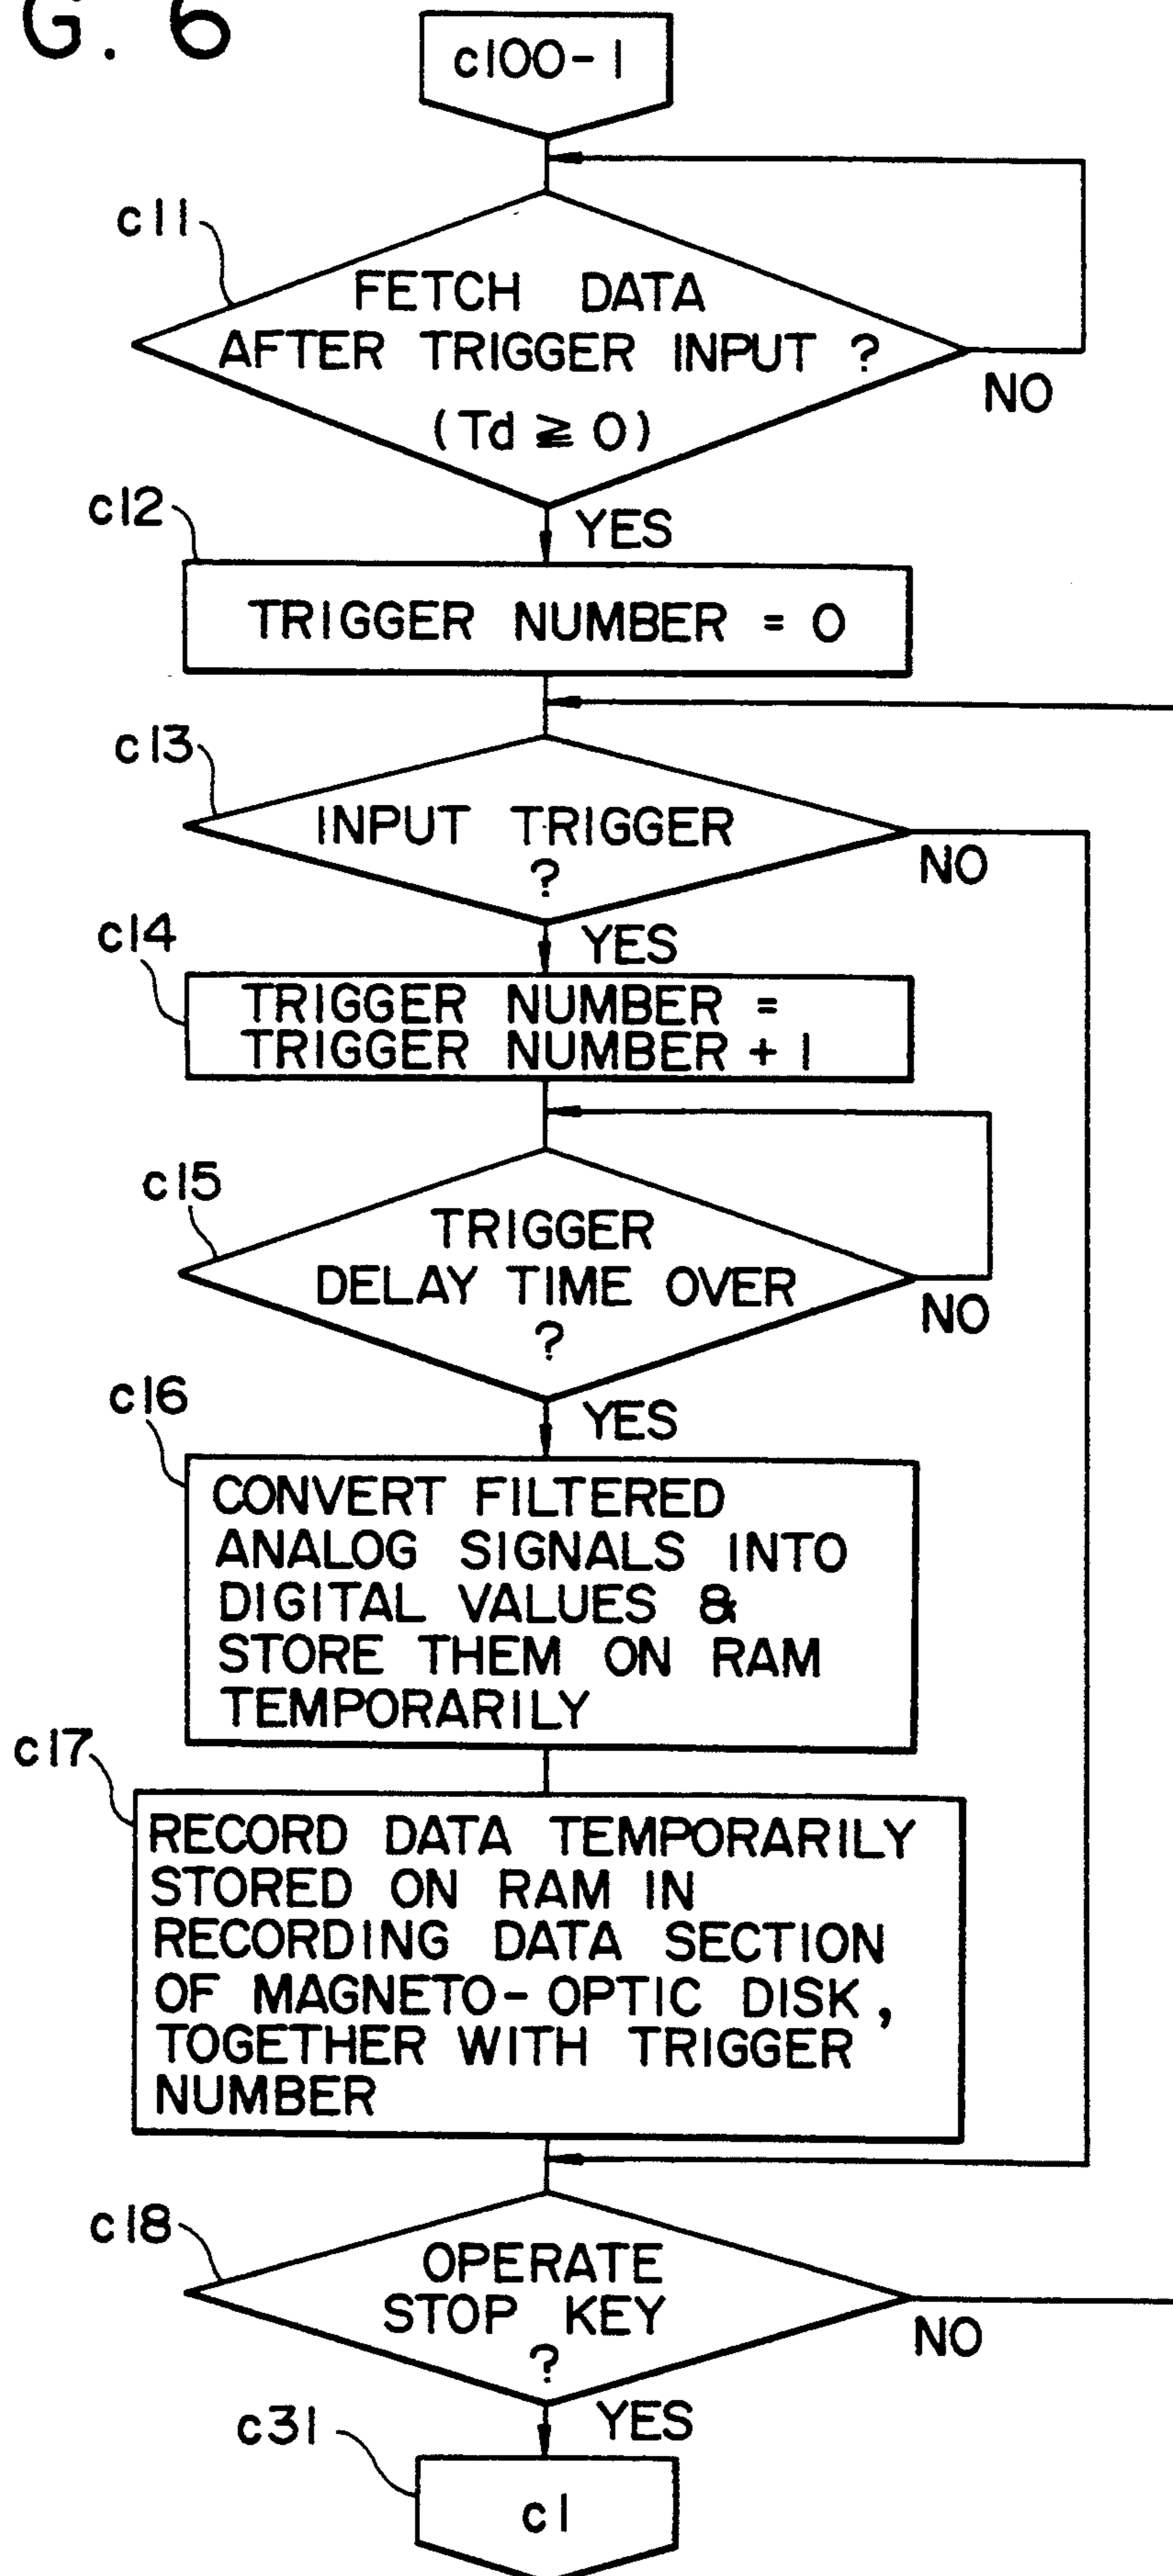 G. 6
c100-1
c11
FETCH DATA
AFTER TRIGGER INPUT ?
(Td ≧ 0)
NO
YES
c12
TRIGGER NUMBER = 0
c13
INPUT TRIGGER
?
NO
YES
c14
TRIGGER NUMBER =
TRIGGER NUMBER + 1
c15
TRIGGER
DELAY TIME OVER
?
NO
YES
c16
CONVERT FILTERED
ANALOG SIGNALS INTO
DIGITAL VALUES &
STORE THEM ON RAM
TEMPORARILY
c17
RECORD DATA TEMPORARILY
STORED ON RAM IN
RECORDING DATA SECTION
OF MAGNETO-OPTIC DISK,
TOGETHER WITH TRIGGER
NUMBER
c18
OPERATE
STOP KEY
?
NO
YES
c31
c1